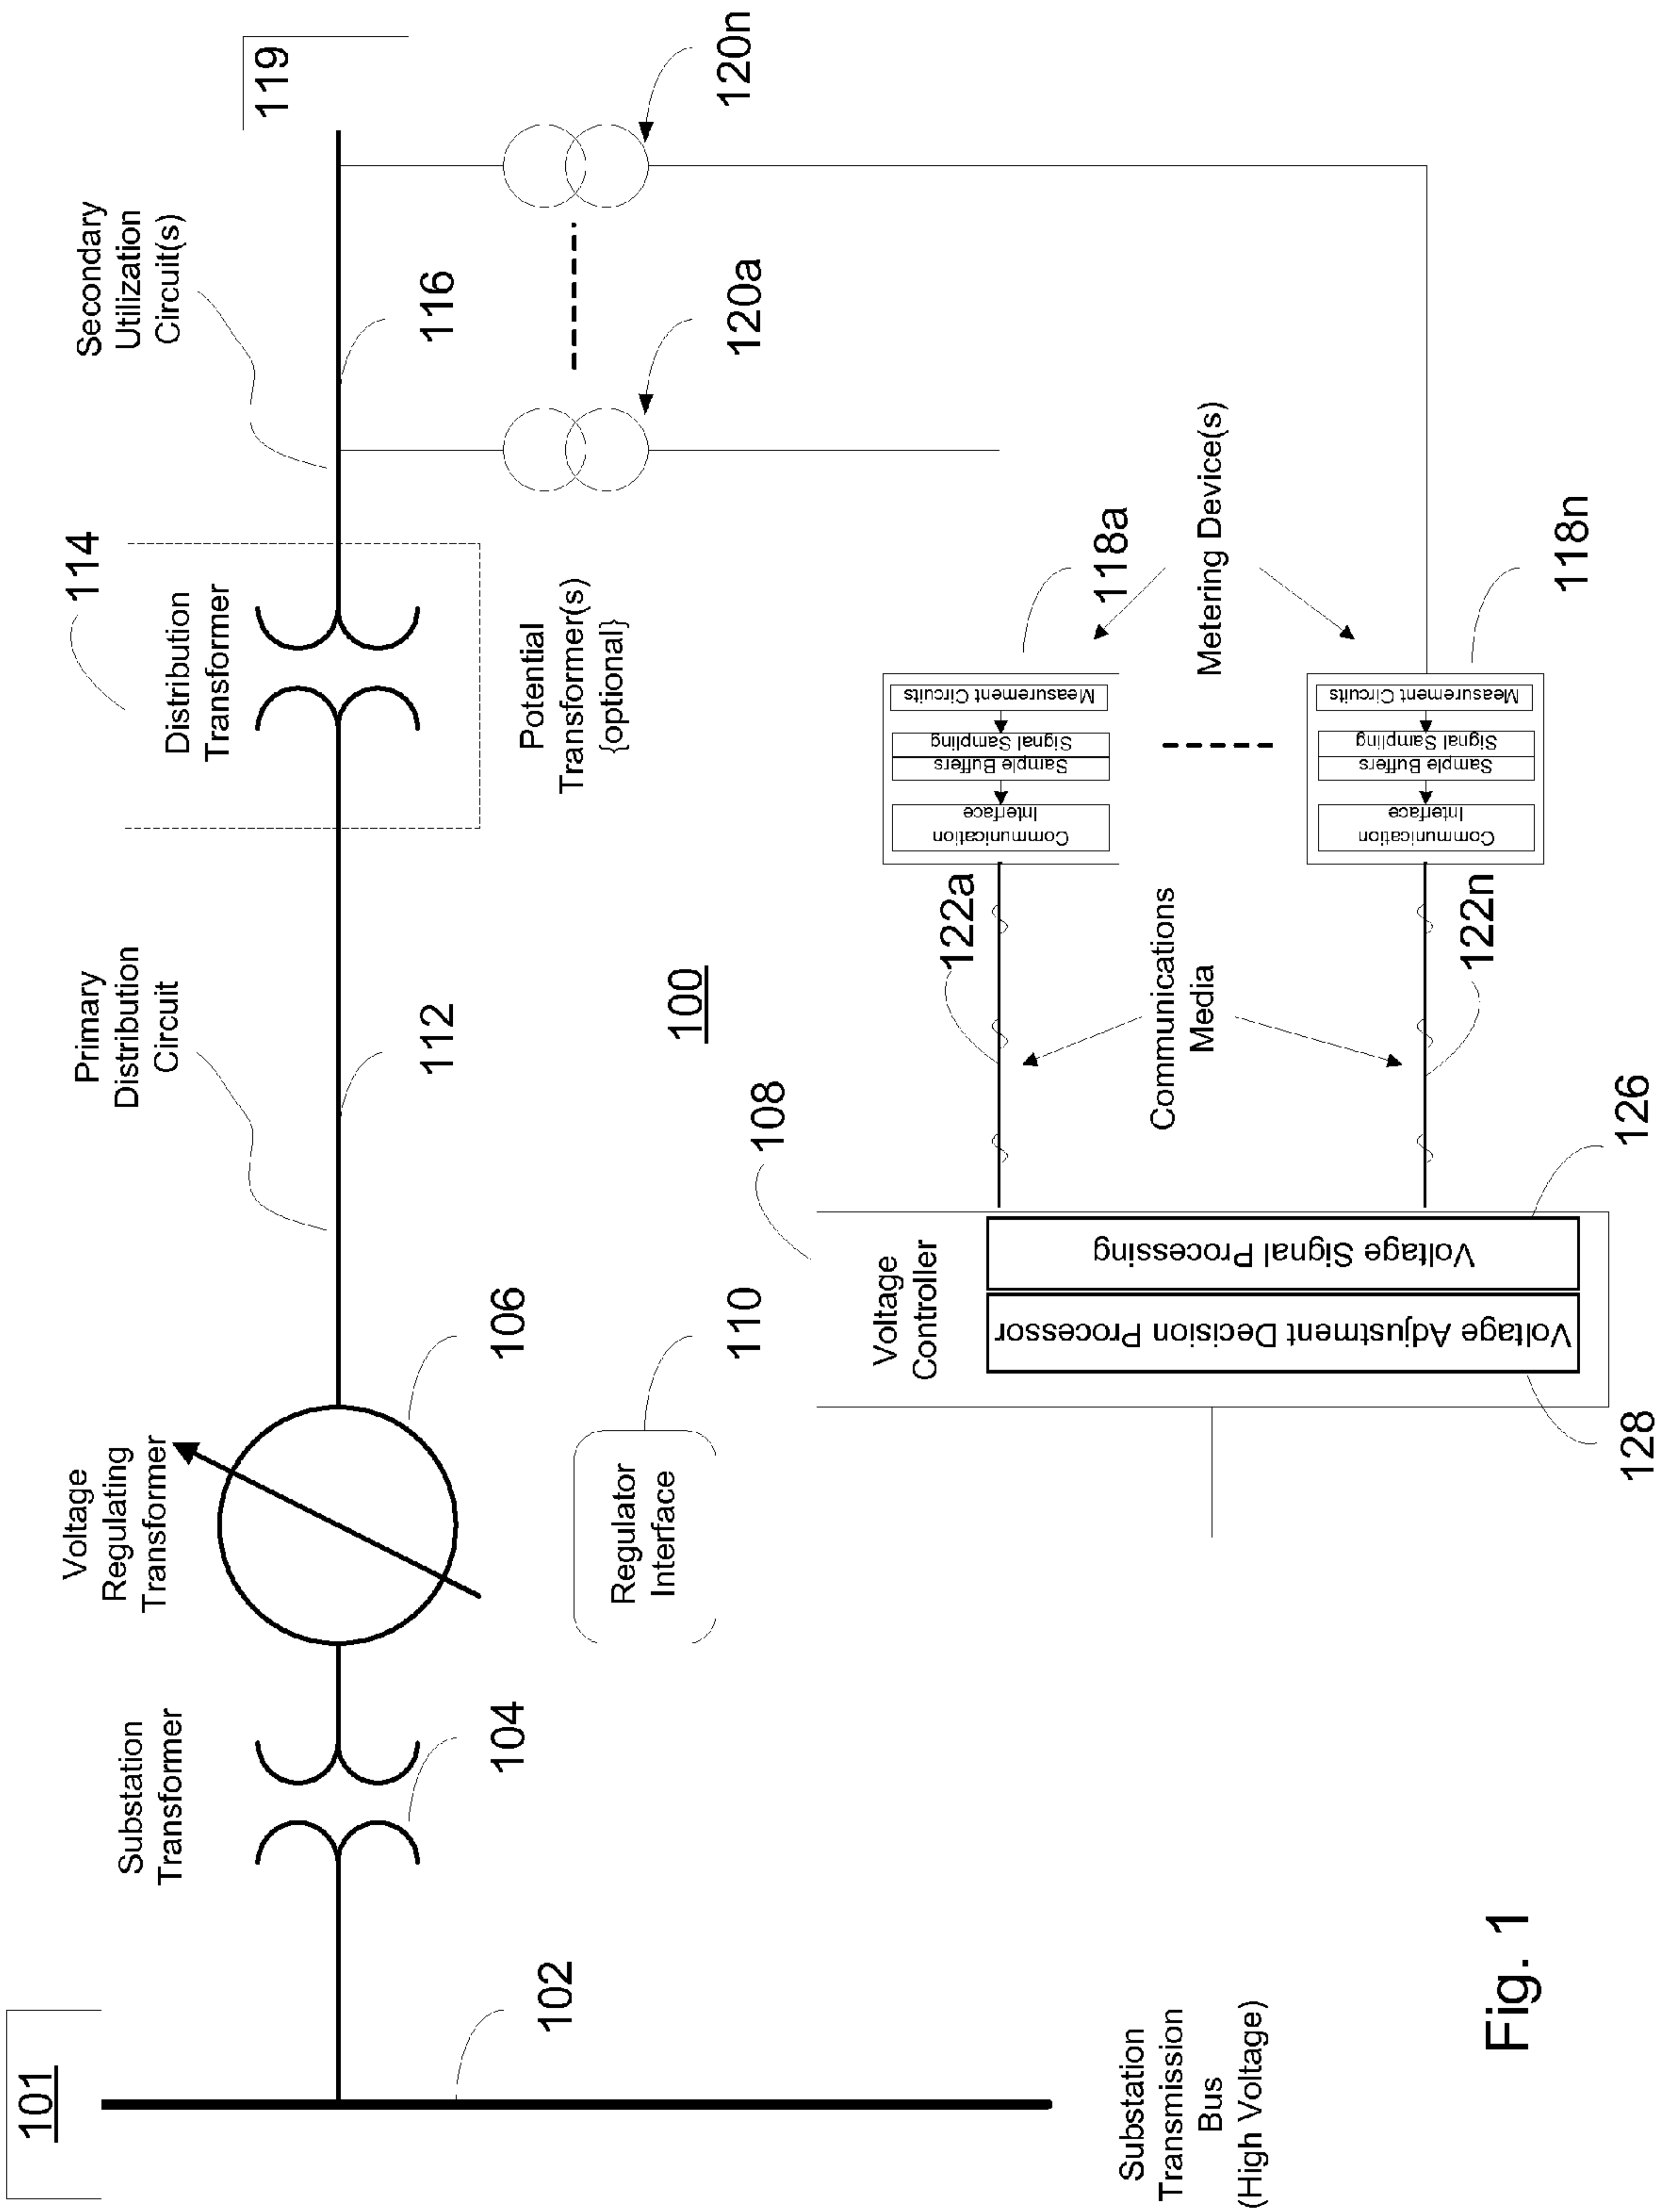 101
Substation
Transmission
Bus
(High Voltage)
102
Substation
Transformer
104
Voltage
Regulating
Transformer
106
Regulator
Interface
110
Primary
Distribution
Circuit
112
114
Distribution
Transformer
Potential
Transformer(s)
{optional}
Secondary
Utilization
Circuit(s)
116
119
120a
120n
100
108
Voltage
Controller
Voltage Adjustment Decision Processor
Voltage Signal Processing
128
126
Communications
Media
122a
122n
Communication
Interface
Sample Buffers
Signal Sampling
Measurement Circuits
118a
Metering Device(s)
Communication
Interface
Sample Buffers
Signal Sampling
Measurement Circuits
118n
Fig. 1